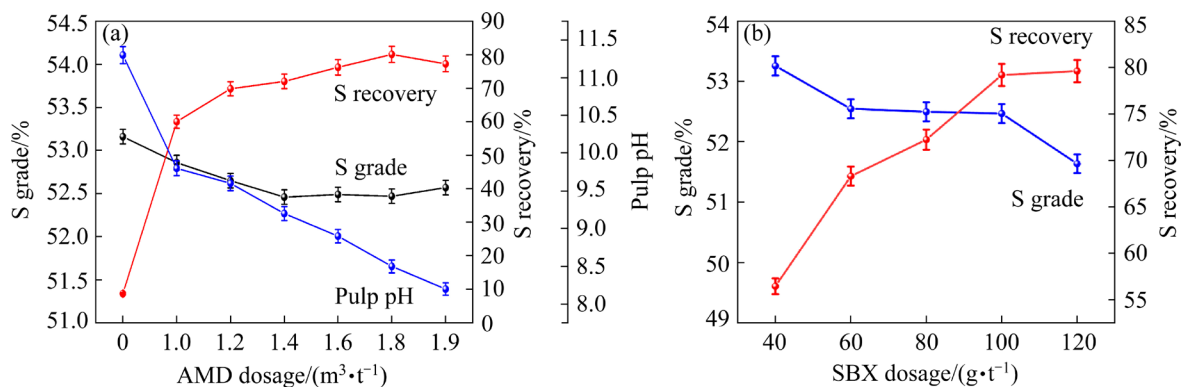 (a)
54.5
54.0
53.5
53.0
52.5
52.0
51.5
51.0
S grade/%
0 1.0 1.2 1.4 1.6 1.8 1.9
AMD dosage/(m³•t⁻¹)
S recovery
S grade
Pulp pH
90
80
70
60
50
40
30
20
10
0
S recovery/%
11.5
11.0
10.5
10.0
9.5
9.0
8.5
8.0
Pulp pH
(b)
54
53
52
51
50
49
S grade/%
40 60 80 100 120
SBX dosage/(g•t⁻¹)
S recovery
S grade
85
80
75
70
65
60
55
S recovery/%